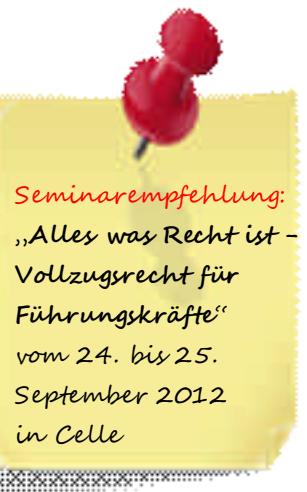 Seminarempfehlung:
„Alles was Recht ist –
Vollzugsrecht für
Führungskräfte“
vom 24. bis 25.
September 2012
in Celle